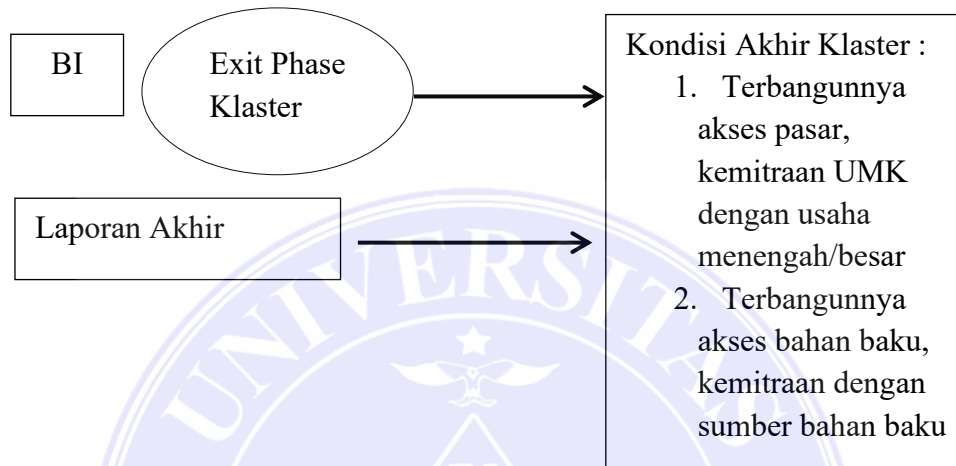 BI
Exit Phase
Klaster
Laporan Akhir
Kondisi Akhir Klaster :
1. Terbangunnya
akses pasar,
kemitraan UMK
dengan usaha
menengah/besar
2. Terbangunnya
akses bahan baku,
kemitraan dengan
sumber bahan baku
UNIVERSITAS